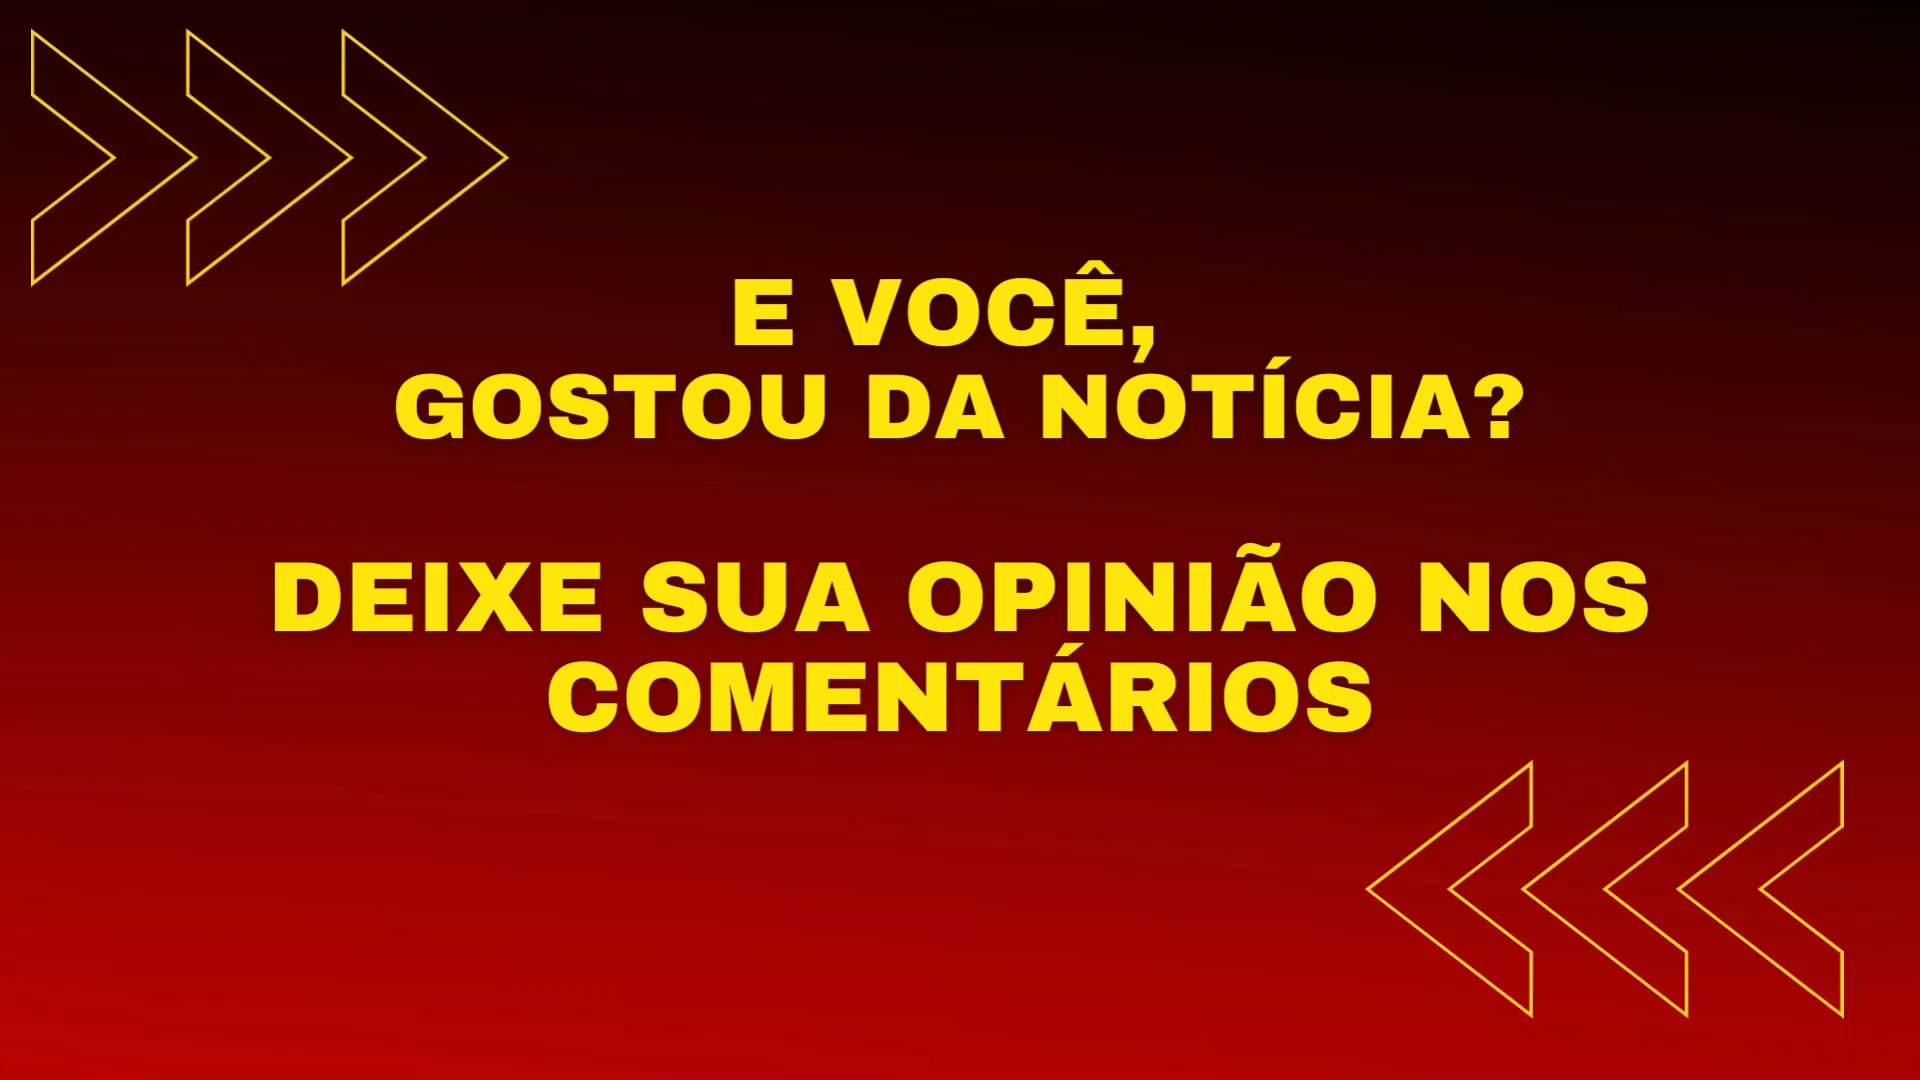 E VOCÊ,
GOSTOU DA NOTÍCIA?
DEIXE SUA OPINIÃO NOS
COMENTÁRIOS